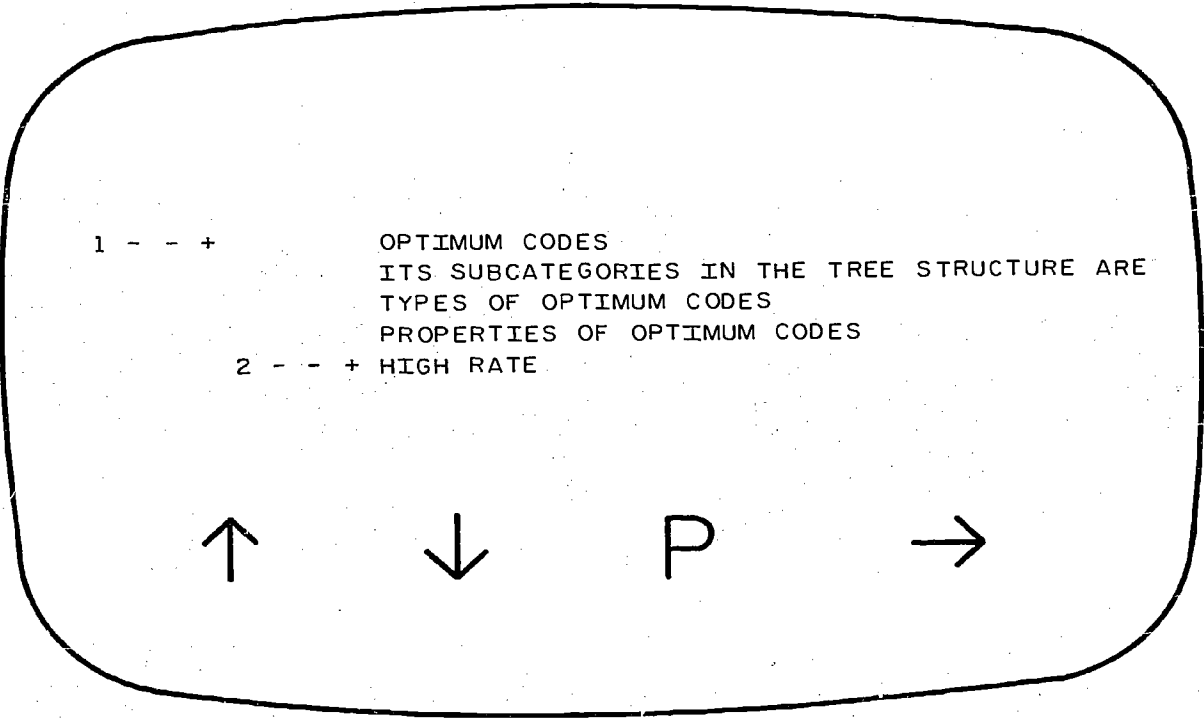 1 - - + OPTIMUM CODES
ITS SUBCATEGORIES IN THE TREE STRUCTURE ARE
TYPES OF OPTIMUM CODES
PROPERTIES OF OPTIMUM CODES
2 - - + HIGH RATE
↑ ↓ P →